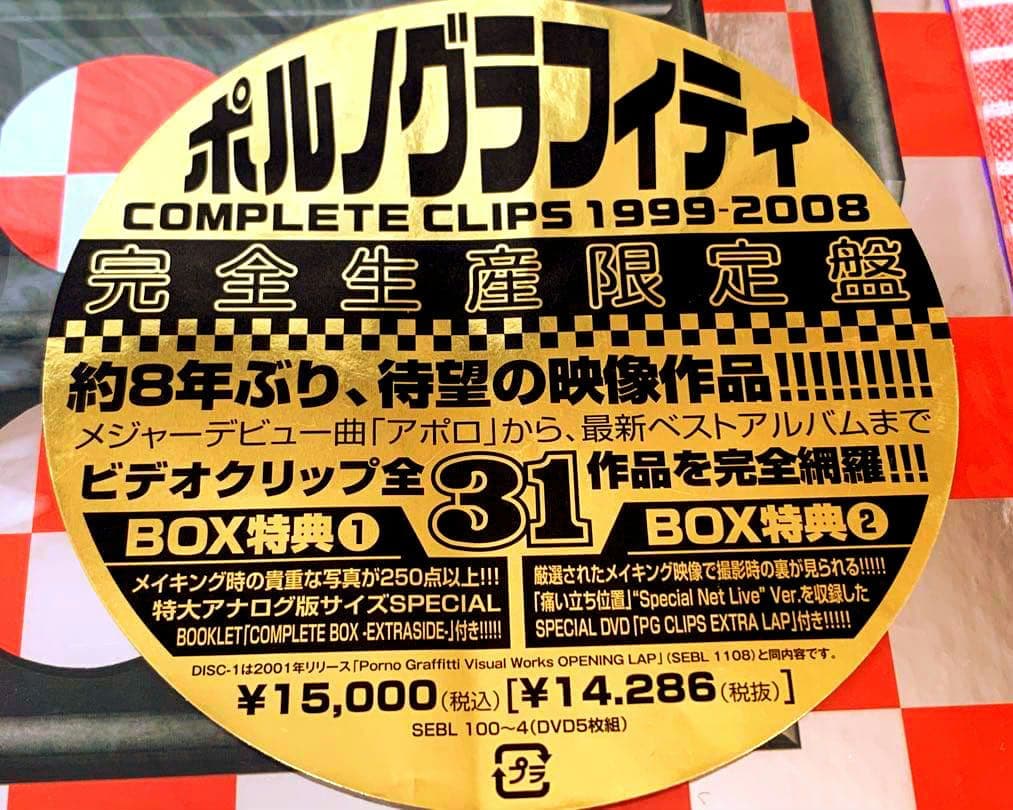 ポルノグラフィティ
COMPLETE CLIPS 1999-2008
完全生産限定盤
約8年ぶり、待望の映像作品!!!!!!!!!
メジャーデビュー曲「アポロ」から、最新ベストアルバムまで
ビデオクリップ全31作品を完全網羅!!!
BOX特典❶
メイキング時の貴重な写真が250点以上!!!
特大アナログ版サイズSPECIAL
BOOKLET「COMPLETE BOX -EXTRASIDE-」付き!!!!!
BOX特典❷
厳選されたメイキング映像で撮影時の裏が見られる!!!!!
「痛い立ち位置」“Special Net Live” Ver.を収録した
SPECIAL DVD「PG CLIPS EXTRA LAP」付き!!!!!
DISC-1は2001年リリース「Porno Graffitti Visual Works OPENING LAP」(SEBL 1108)と同内容です。
¥15,000(税込)[¥14.286(税抜)]
SEBL 100〜4(DVD5枚組)
プラ